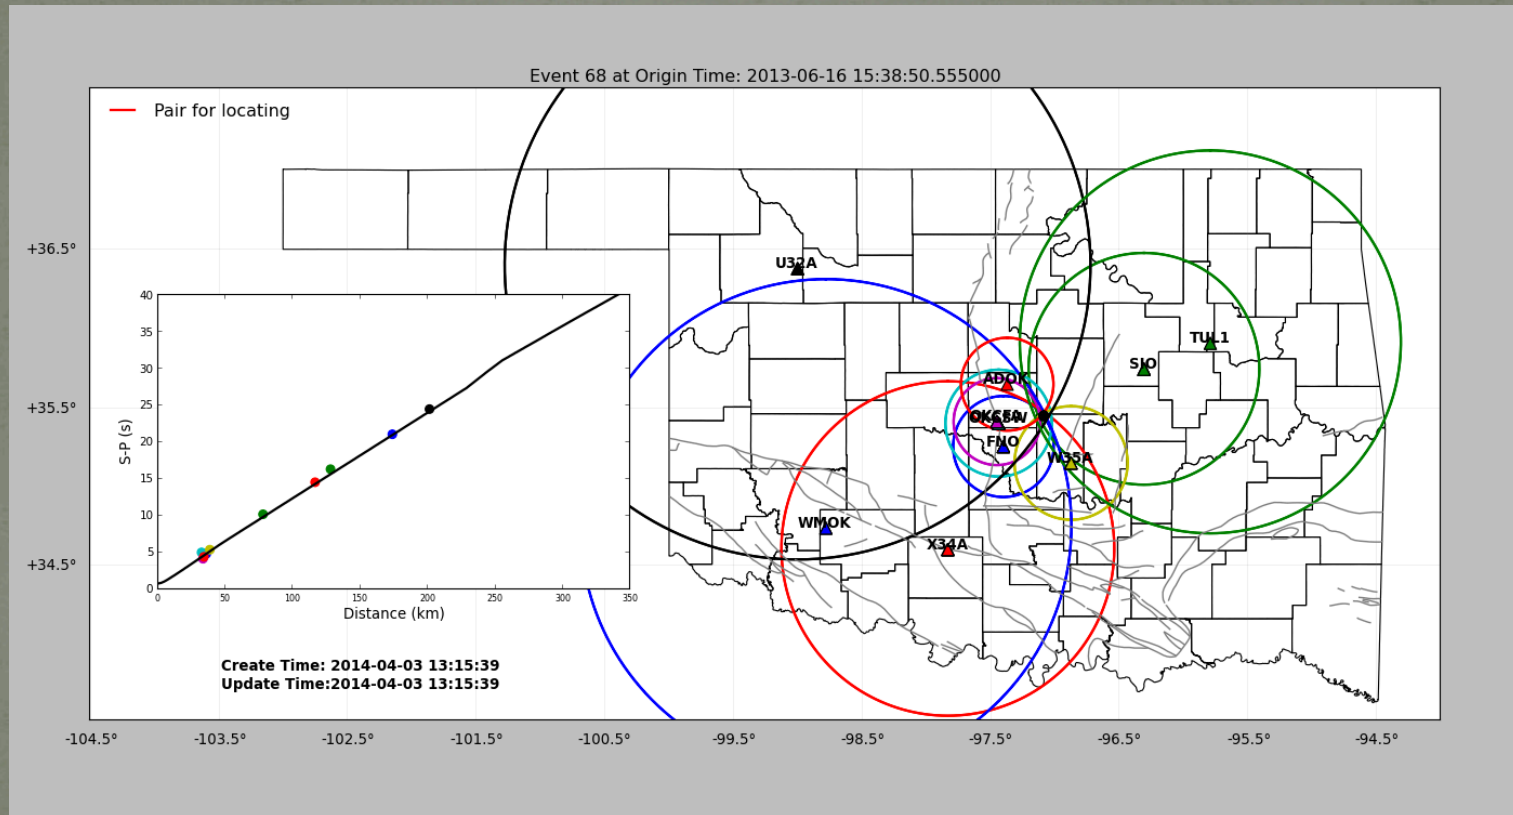 Event 68 at Origin Time: 2013-06-16 15:38:50.555000
Pair for locating
+36.5°
+35.5°
+34.5°
U32A
TUL1
SIO
ADOK
OKCFA
FNO
W35A
WMOK
X34A
40
35
30
25
20
15
10
5
0
S-P (s)
0 50 100 150 200 250 300 350
Distance (km)
Create Time: 2014-04-03 13:15:39
Update Time:2014-04-03 13:15:39
-104.5° -103.5° -102.5° -101.5° -100.5° -99.5° -98.5° -97.5° -96.5° -95.5° -94.5°